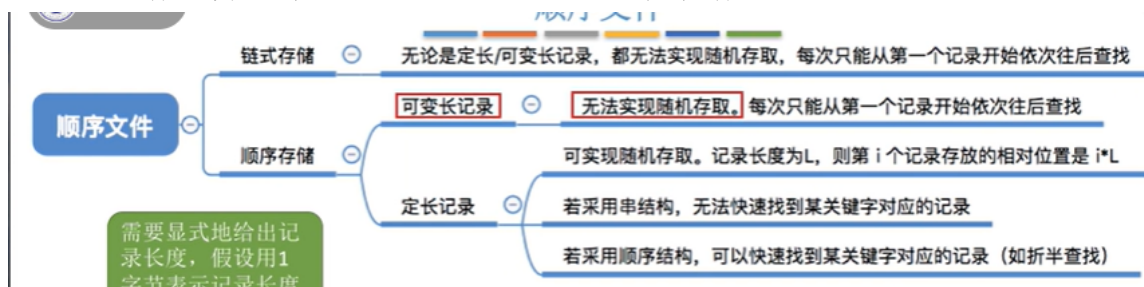 顺序文件
链式存储
无论是定长/可变长记录，都无法实现随机存取，每次只能从第一个记录开始依次往后查找
可变长记录
无法实现随机存取。每次只能从第一个记录开始依次往后查找
顺序文件
顺序存储
可实现随机存取。记录长度为L，则第 i 个记录存放的相对位置是 i*L
定长记录
若采用串结构，无法快速找到某关键字对应的记录
若采用顺序结构，可以快速找到某关键字对应的记录（如折半查找）
需要显式地给出记
录长度，假设用1
字节表示记录长度